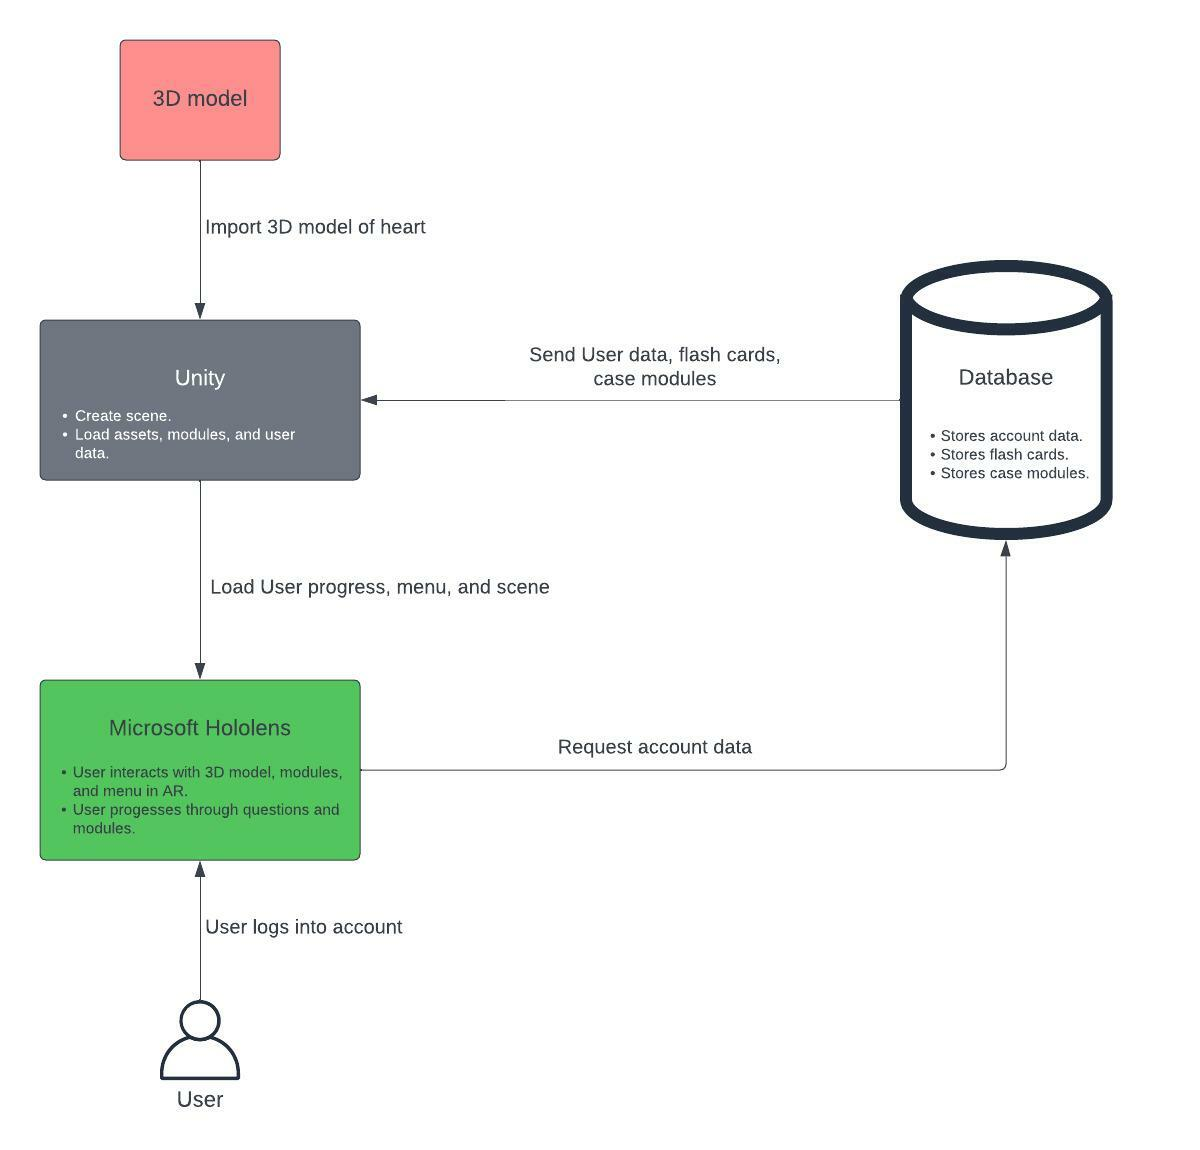 3D model
Import 3D model of heart
Unity
• Create scene.
• Load assets, modules, and user
data.
Send User data, flash cards,
case modules
Database
• Stores account data.
• Stores flash cards.
• Stores case modules.
Load User progress, menu, and scene
Microsoft Hololens
• User interacts with 3D model, modules,
and menu in AR.
• User progesses through questions and
modules.
Request account data
User logs into account
User